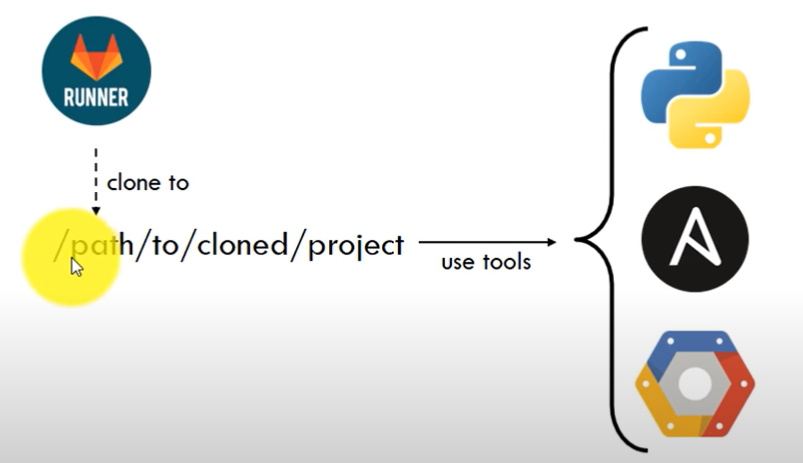 RUNNER
clone to
/path/to/cloned/project
use tools